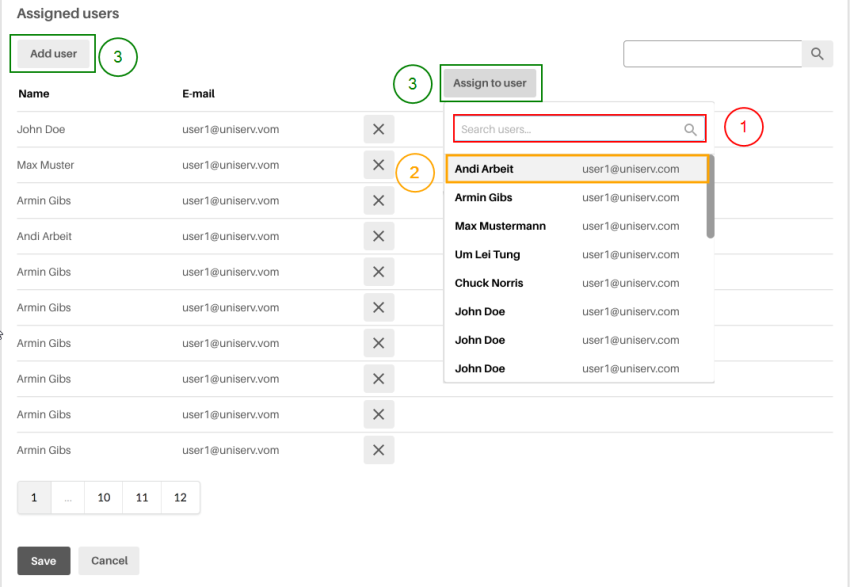 Assigned users
Add user
3
3
Assign to user
Name E-mail
Search users...
1
John Doe user1@uniserv.vom
Max Muster user1@uniserv.vom
2
Armin Gibs user1@uniserv.vom
Andi Arbeit user1@uniserv.vom
Armin Gibs user1@uniserv.vom
Armin Gibs user1@uniserv.vom
Armin Gibs user1@uniserv.vom
Armin Gibs user1@uniserv.vom
Armin Gibs user1@uniserv.vom
Armin Gibs user1@uniserv.vom
Andi Arbeit user1@uniserv.com
Armin Gibs user1@uniserv.com
Max Mustermann user1@uniserv.com
Um Lei Tung user1@uniserv.com
Chuck Norris user1@uniserv.com
John Doe user1@uniserv.com
John Doe user1@uniserv.com
John Doe user1@uniserv.com
1 ... 10 11 12
Save Cancel